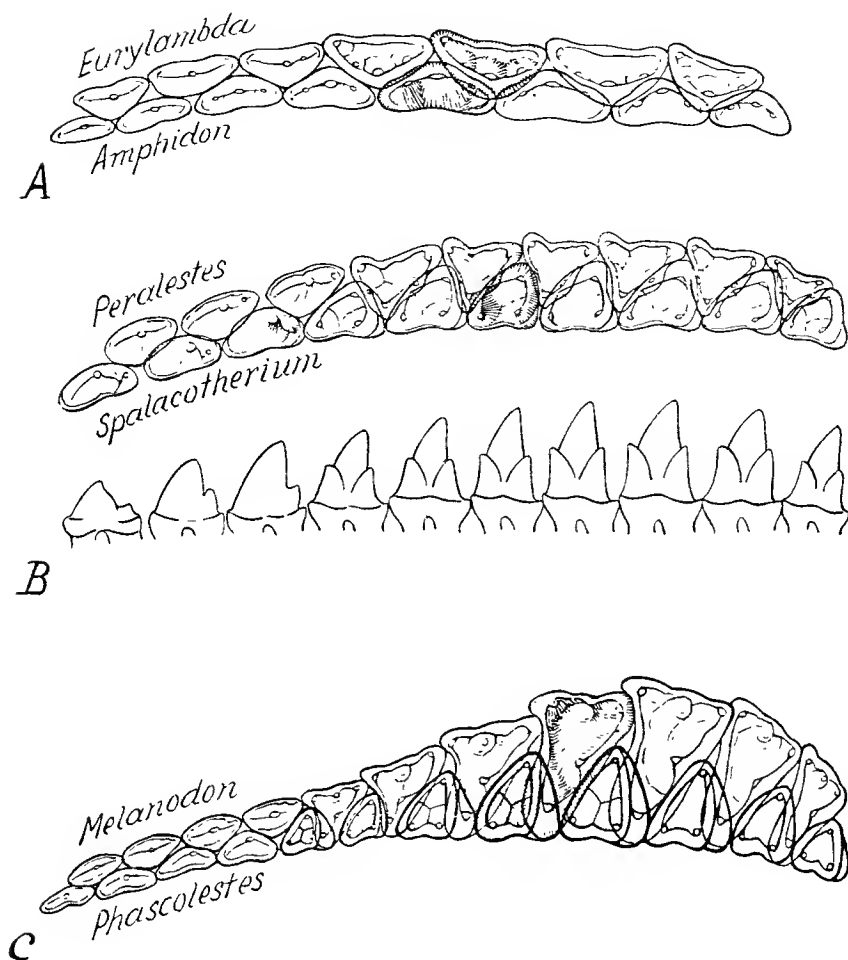 Eurylambda
Amphidon
A
Peralestes
Spalacotherium
B
Melanodon
Phascolestes
C